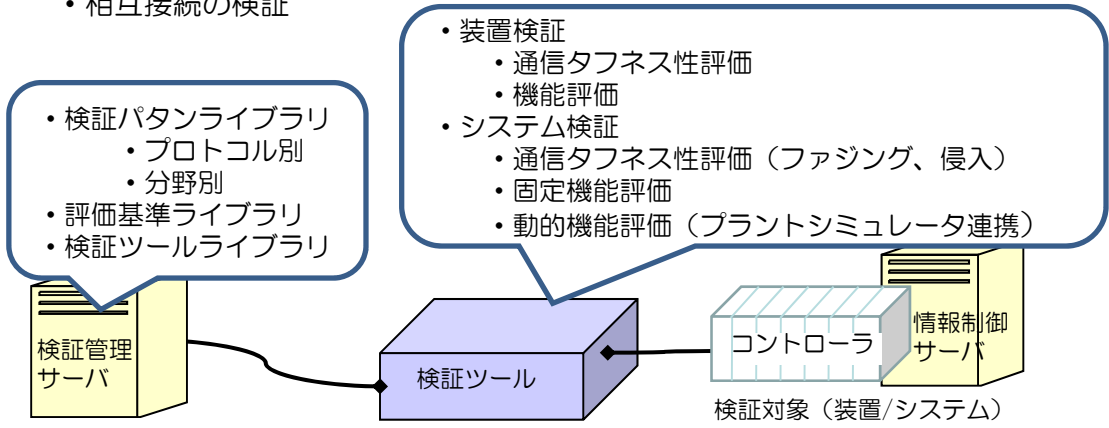 ・相互接続の検証
・装置検証
・通信タフネス性評価
・機能評価
・システム検証
・通信タフネス性評価（ファジング、侵入）
・固定機能評価
・動的機能評価（プラントシミュレータ連携）
・検証パタンライブラリ
・プロトコル別
・分野別
・評価基準ライブラリ
・検証ツールライブラリ
検証管理
サーバ
検証ツール
コントローラ
情報制御
サーバ
検証対象（装置/システム）